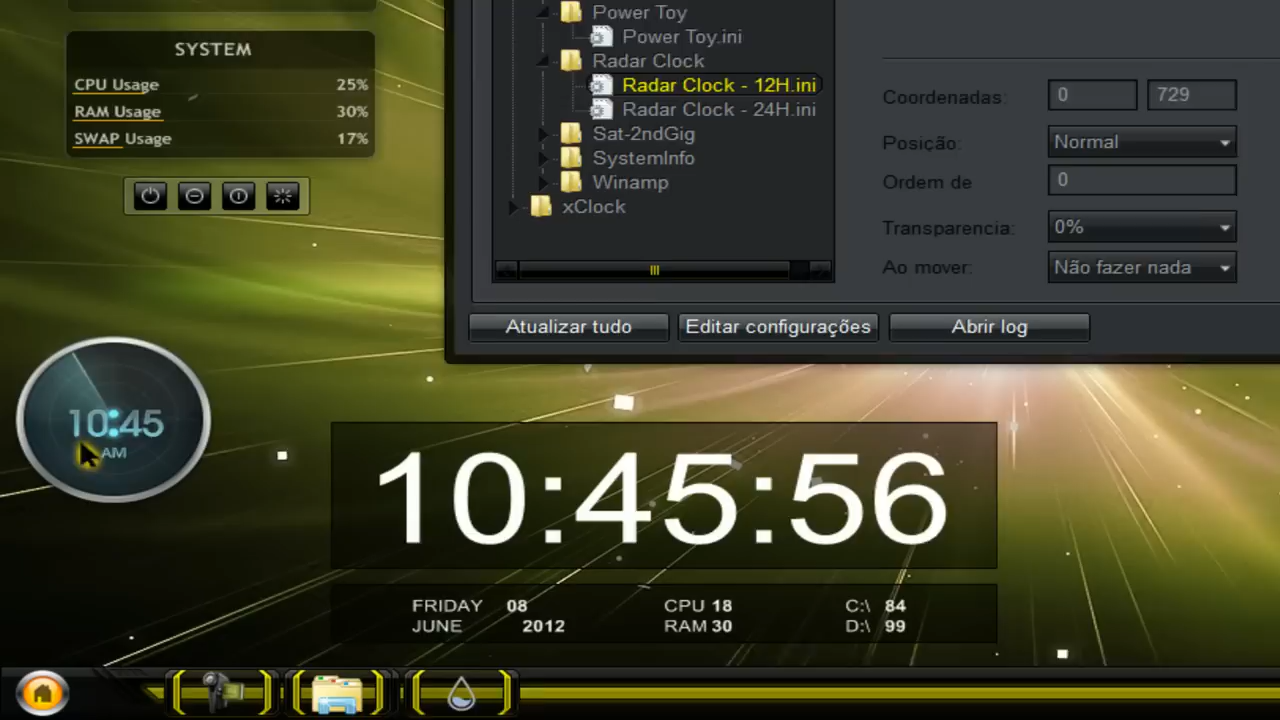 Power Toy
Power Toy.ini
Radar Clock
Radar Clock - 12H.ini
Radar Clock - 24H.ini
Sat-2ndGig
SystemInfo
Winamp
xClock
Coordenadas: 0 729
Posição: Normal
Ordem de 0
Transparencia: 0%
Ao mover: Não fazer nada
Atualizar tudo Editar configurações Abrir log
SYSTEM
CPU Usage 25%
RAM Usage 30%
SWAP Usage 17%
10:45
AM
10:45:56
FRIDAY 08 CPU 18 C:\ 84
JUNE 2012 RAM 30 D:\ 99